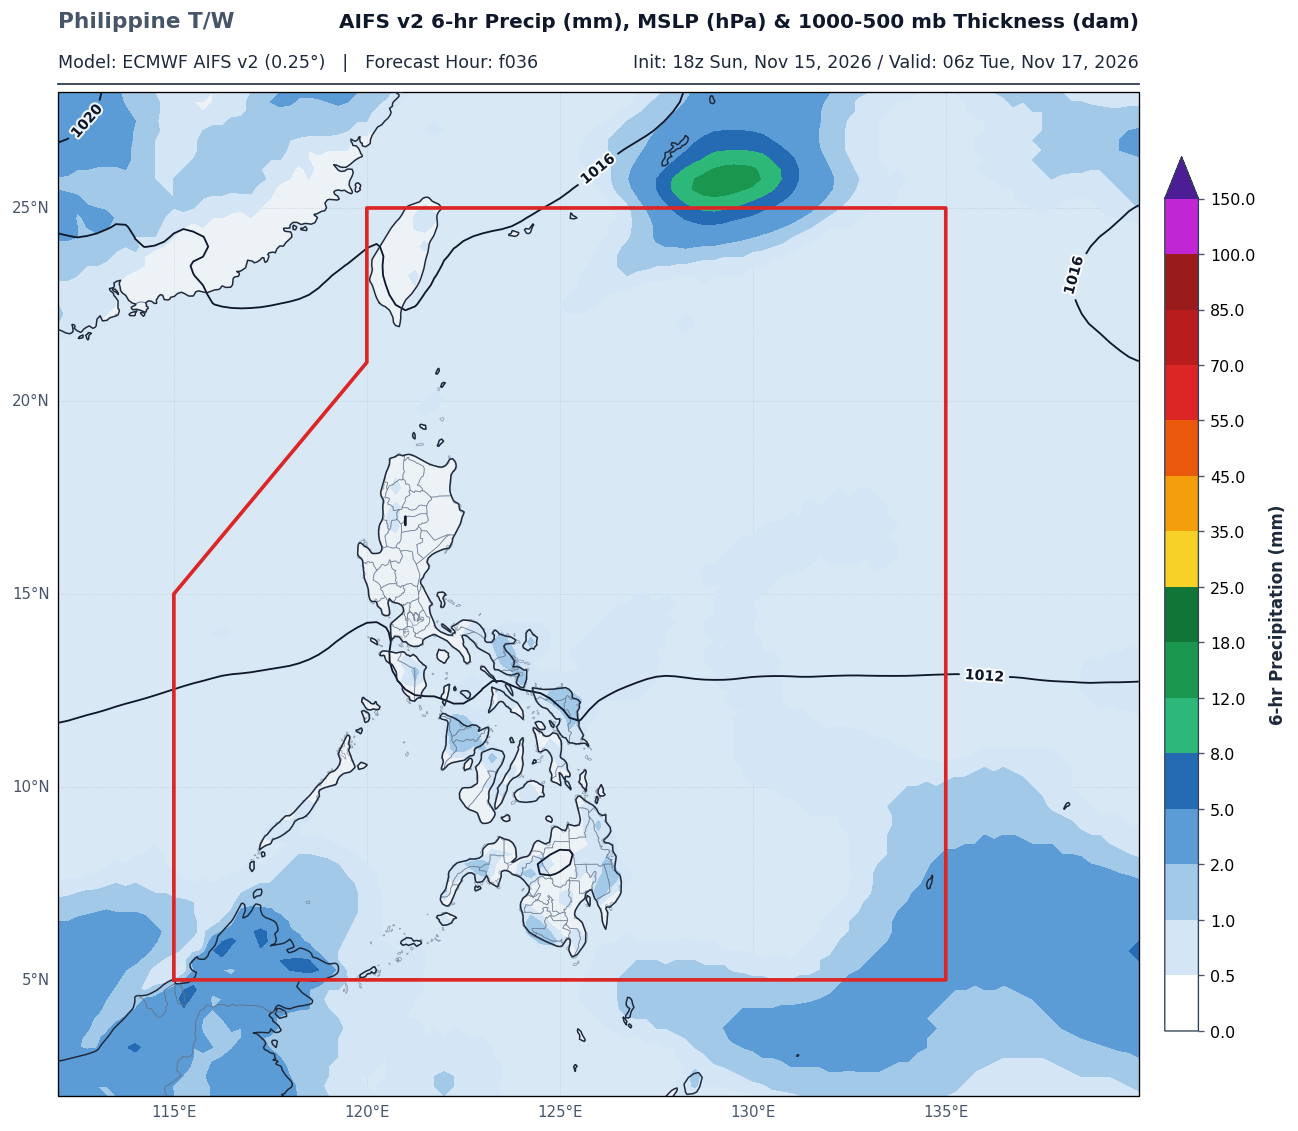 Philippine T/W AIFS v2 6-hr Precip (mm), MSLP (hPa) & 1000-500 mb Thickness (dam)
Model: ECMWF AIFS v2 (0.25°) | Forecast Hour: f036 Init: 18z Sun, Nov 15, 2026 / Valid: 06z Tue, Nov 17, 2026
1020
1016
1016
1012
25°N
20°N
15°N
10°N
5°N
115°E 120°E 125°E 130°E 135°E
150.0
100.0
85.0
70.0
55.0
45.0
35.0
25.0
18.0
12.0
8.0
5.0
2.0
1.0
0.5
0.0
6-hr Precipitation (mm)